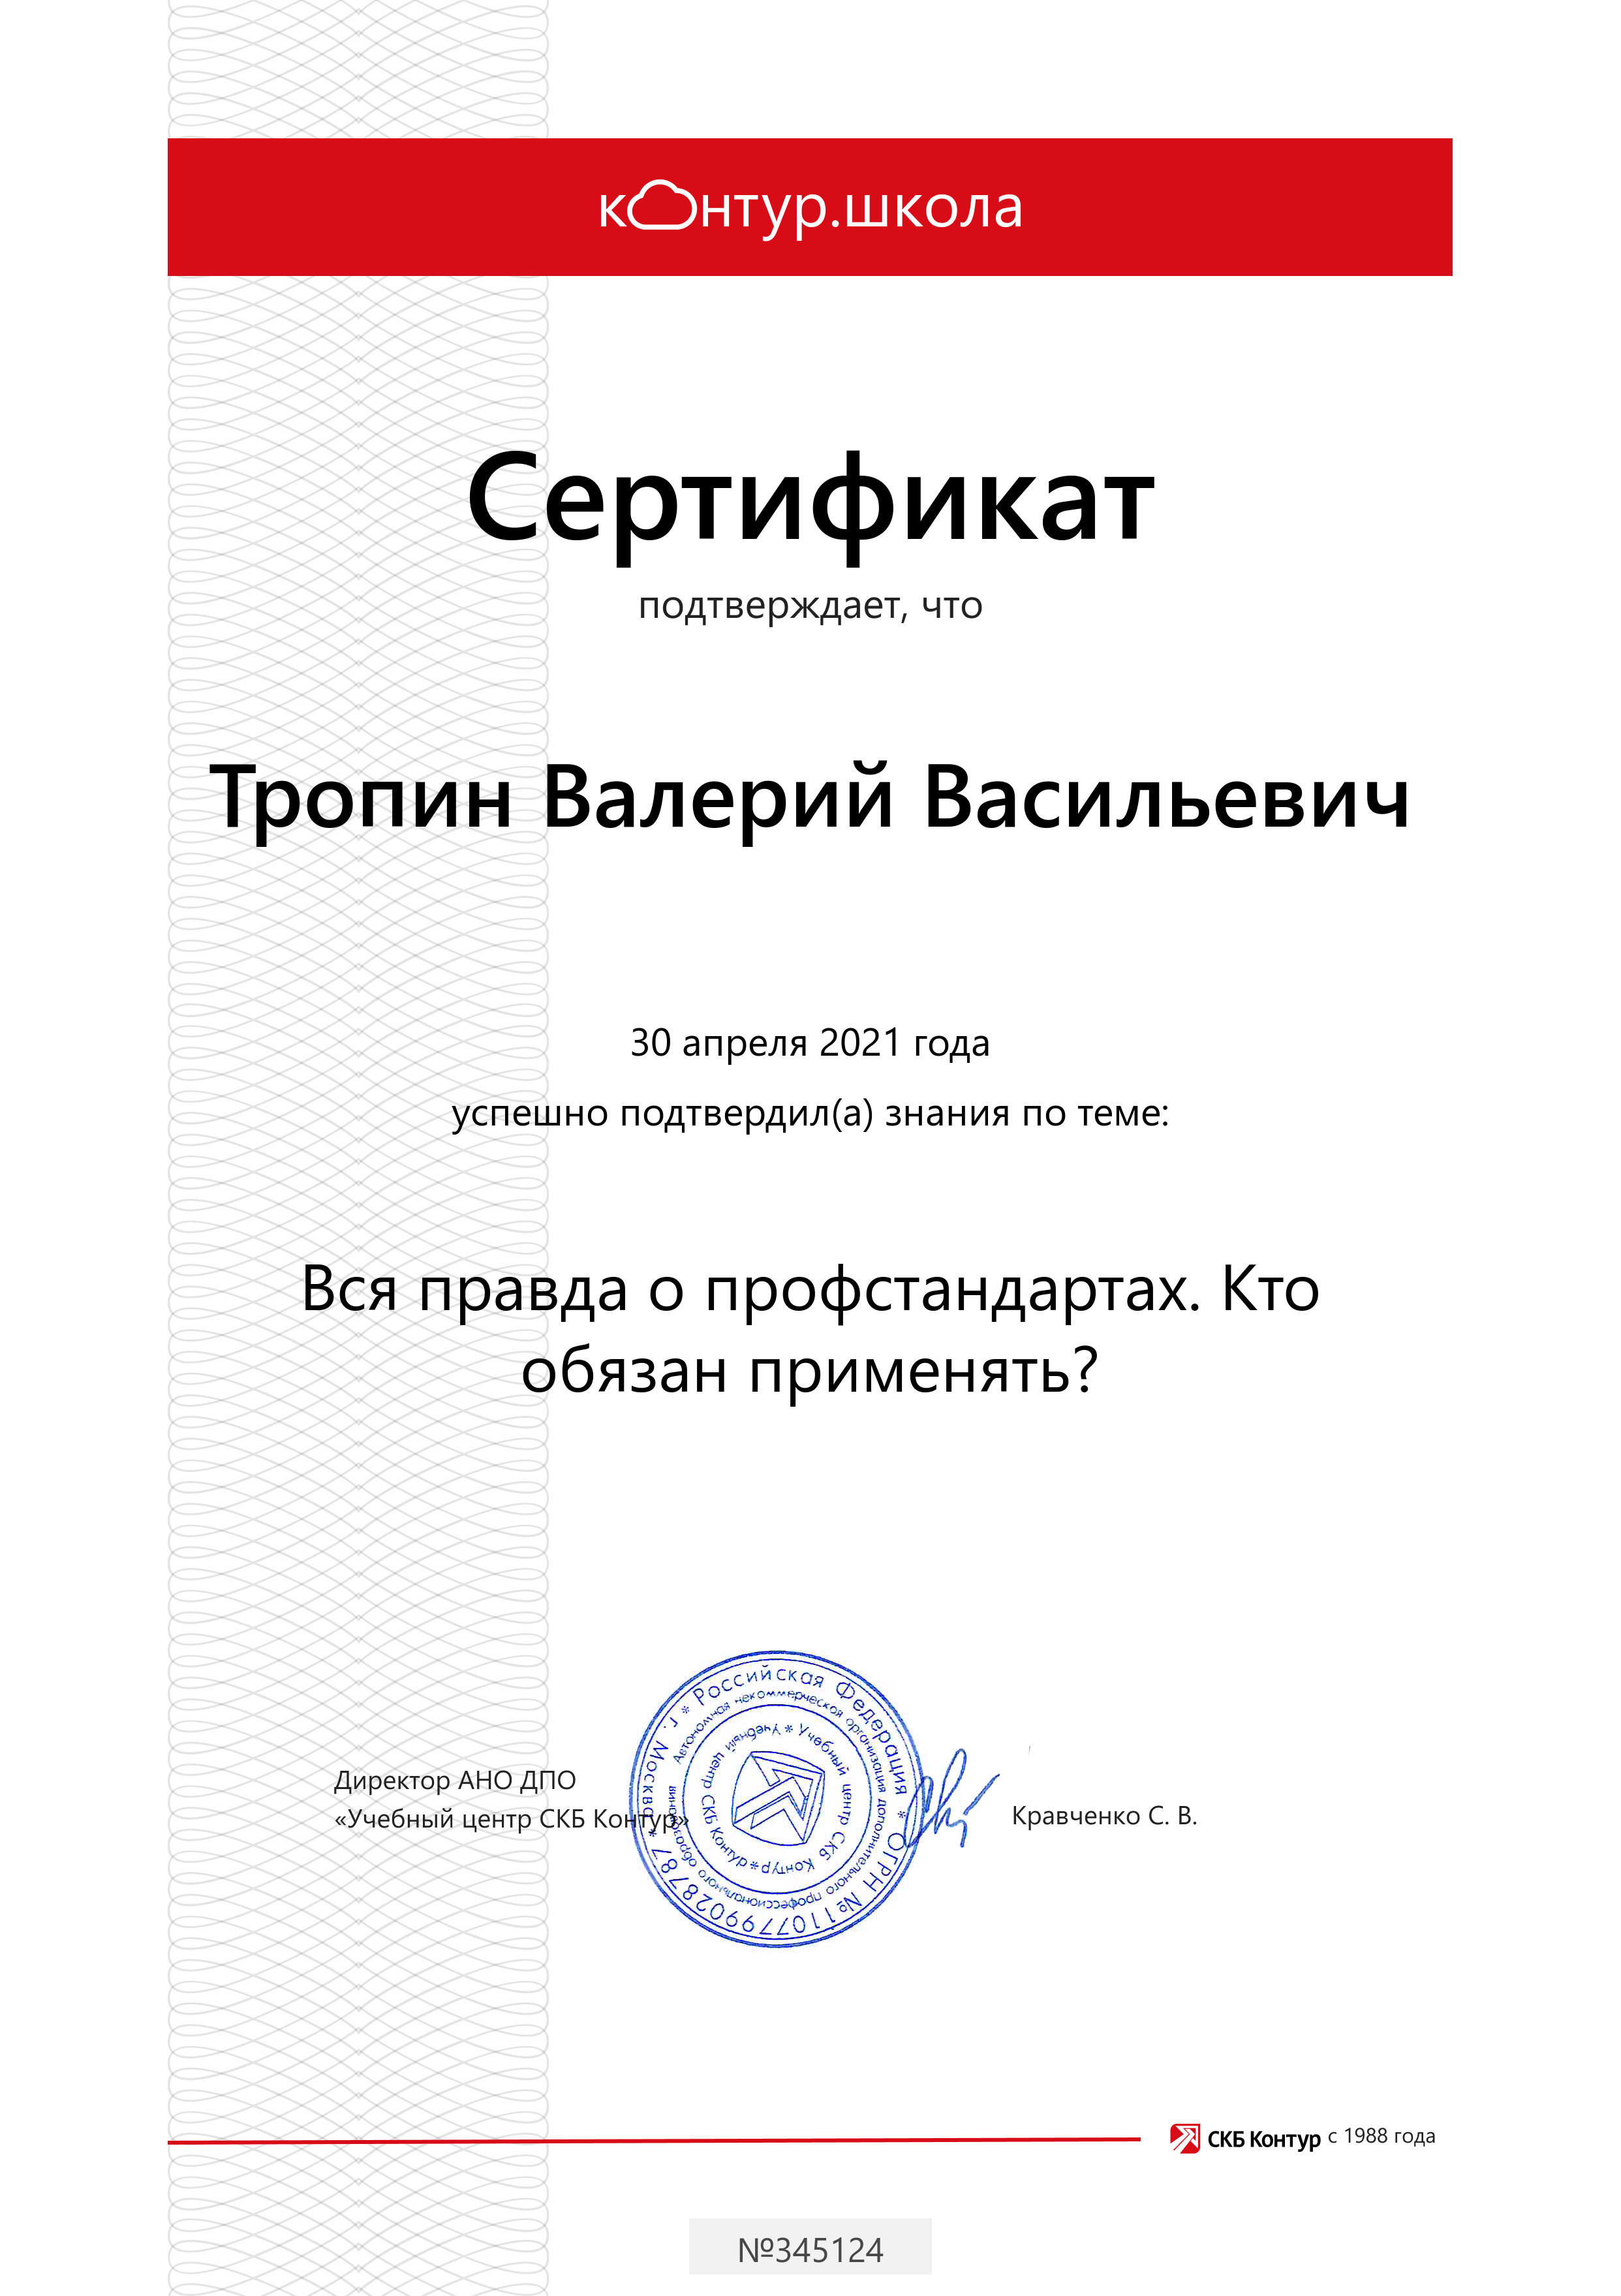 контур.школа
Сертификат
подтверждает, что
Тропин Валерий Васильевич
30 апреля 2021 года
успешно подтвердил(а) знания по теме:
Вся правда о профстандартах. Кто
обязан применять?
Директор АНО ДПО
«Учебный центр СКБ Контур»
Российская Федерация * ОГРН №1107799028787 * г. Москва *
Автономная некоммерческая организация дополнительного профессионального образования
Учебный центр СКБ Контур * Учебный центр СКБ Контур *
Кравченко С. В.
СКБ Контур с 1988 года
№345124